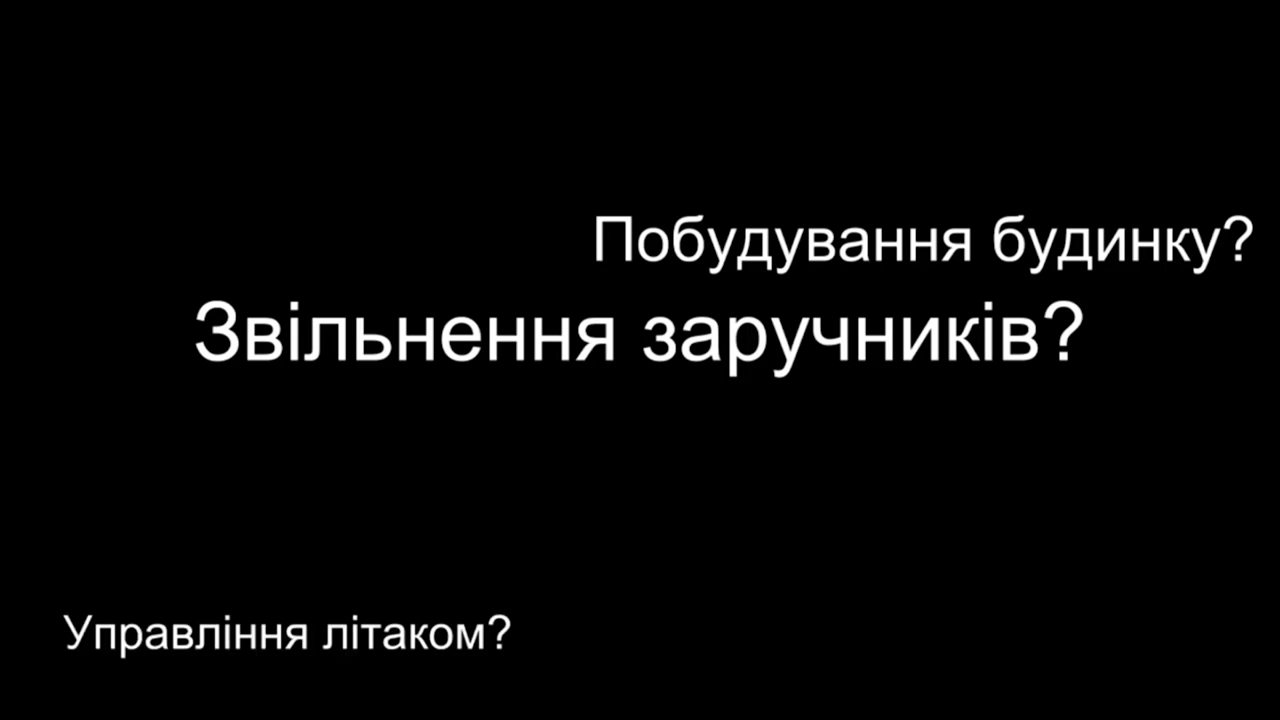 Побудування будинку?
Звільнення заручників?
Управління літаком?